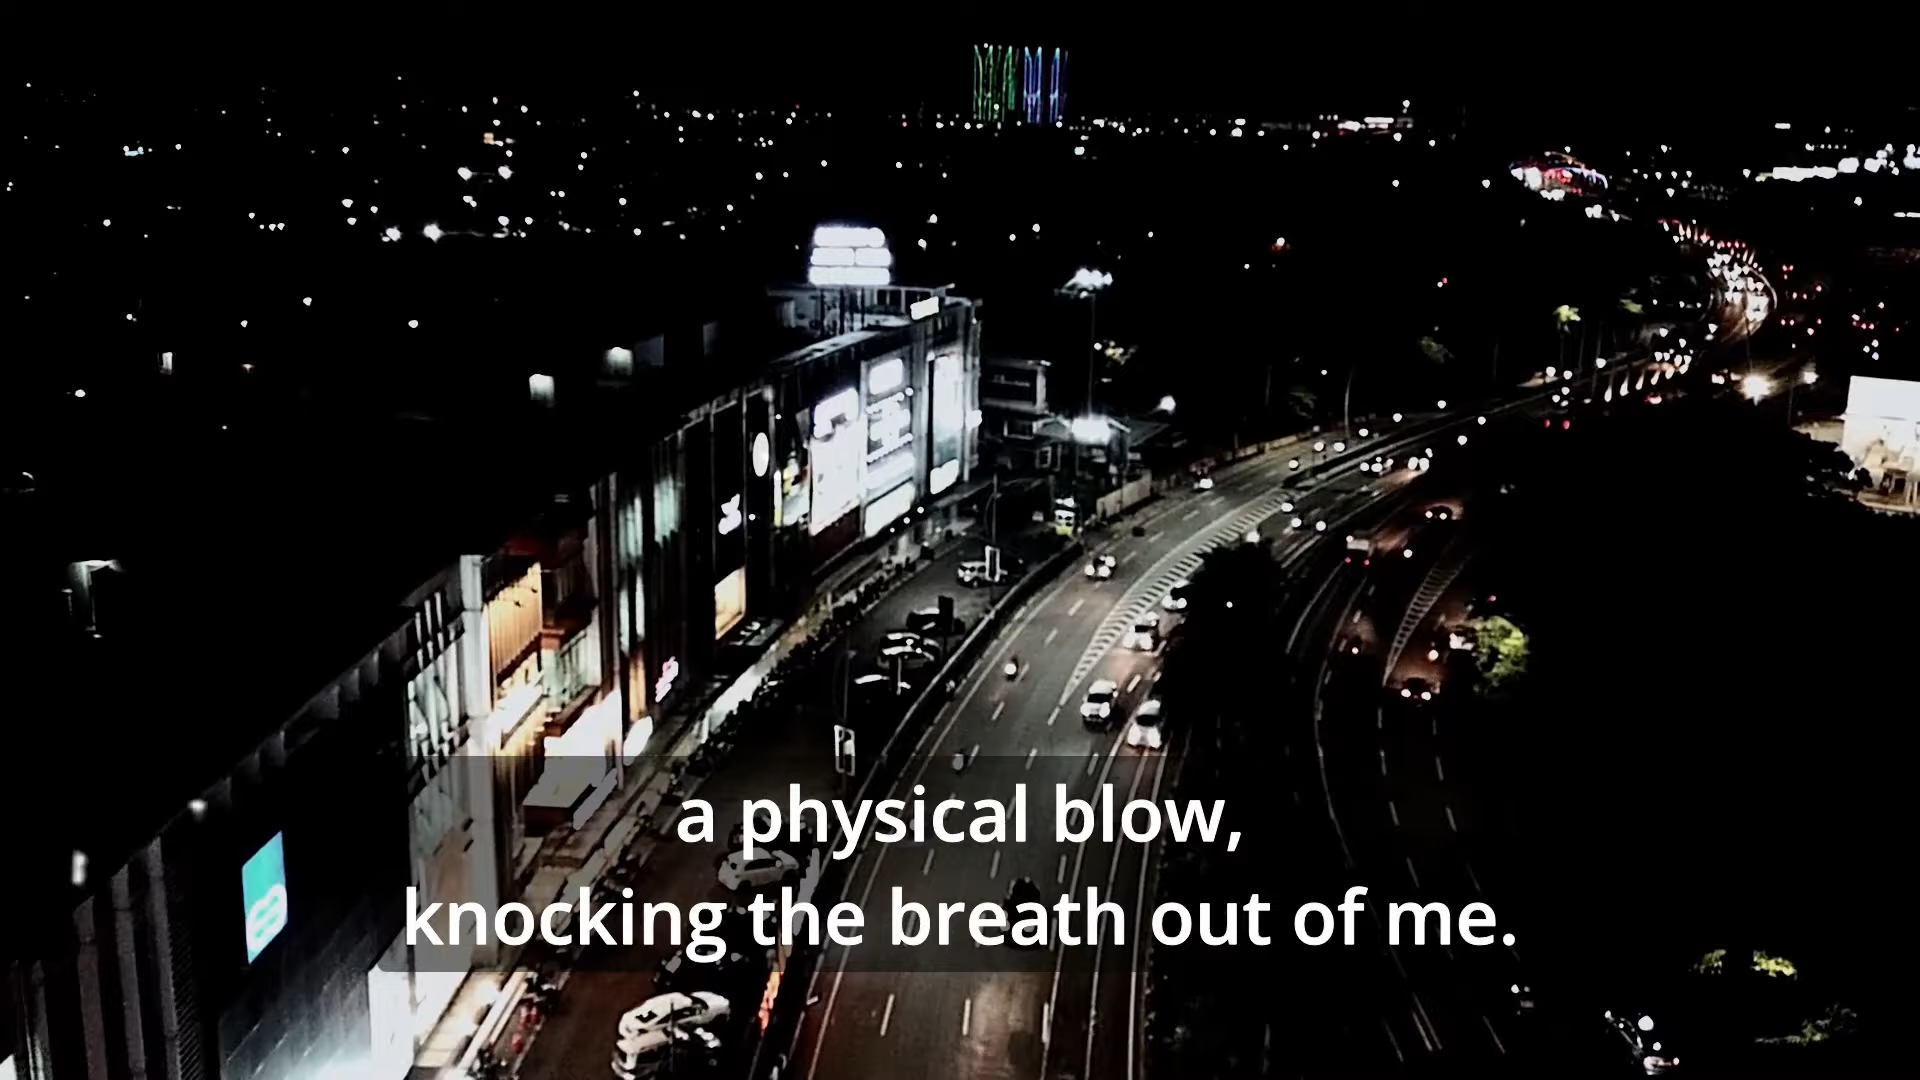 a physical blow,
knocking the breath out of me.